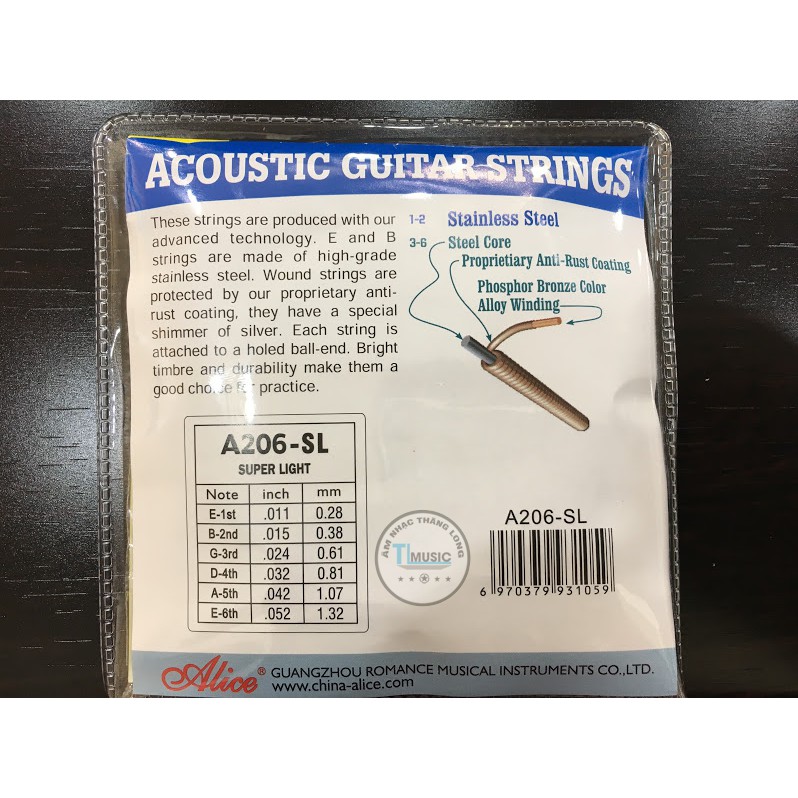 ACOUSTIC GUITAR STRINGS
These strings are produced with our
advanced technology. E and B
strings are made of high-grade
stainless steel. Wound strings are
protected by our proprietary anti-
rust coating, they have a special
shimmer of silver. Each string is
attached to a holed ball-end. Bright
timbre and durability make them a
good choice for practice.
1-2 Stainless Steel
3-6 Steel Core
Proprietiary Anti-Rust Coating
Phosphor Bronze Color
Alloy Winding
A206-SL
SUPER LIGHT
Note inch mm
E-1st .011 0.28
B-2nd .015 0.38
G-3rd .024 0.61
D-4th .032 0.81
A-5th .042 1.07
E-6th .052 1.32
ÂM NHẠC THĂNG LONG
TL MUSIC
A206-SL
6 970379 931059
Alice®
GUANGZHOU ROMANCE MUSICAL INSTRUMENTS CO.,LTD.
www.china-alice.com